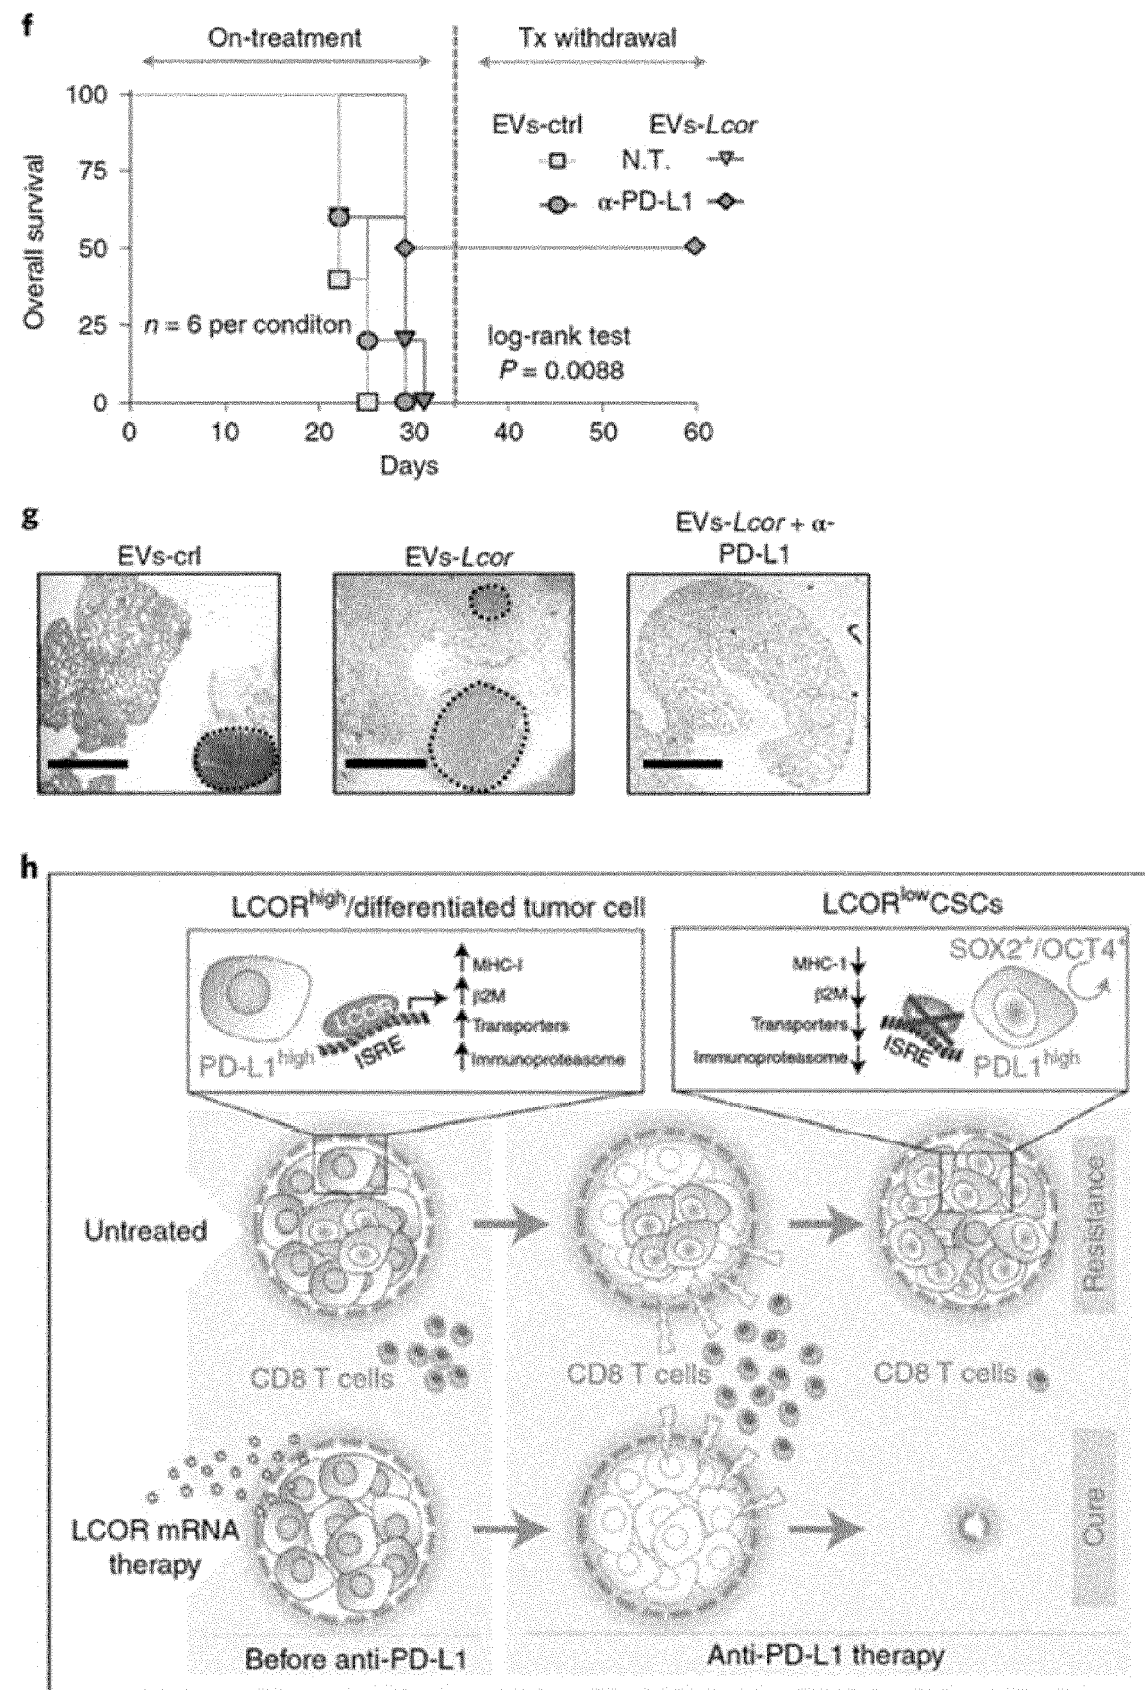 f
On-treatment
Tx withdrawal
100
75
50
25
0
Overall survival
EVs-ctrl
EVs-Lcor
N.T.
α-PD-L1
n = 6 per conditon
log-rank test
P = 0.0088
0
10
20
30
40
50
60
Days
g
EVs-crl
EVs-Lcor
EVs-Lcor + α-
PD-L1
h
LCORhigh/differentiated tumor cell
LCORlowCSCs
MHC-I
β2M
Transporters
Immunoproteasome
LCOR
ISRE
PD-L1high
SOX2+/OCT4+
MHC-1
β2M
Transporters
Immunoproteasome
ISRE
PDL1high
Untreated
Resistance
CD8 T cells
CD8 T cells
CD8 T cells
LCOR mRNA
therapy
Cure
Before anti-PD-L1
Anti-PD-L1 therapy